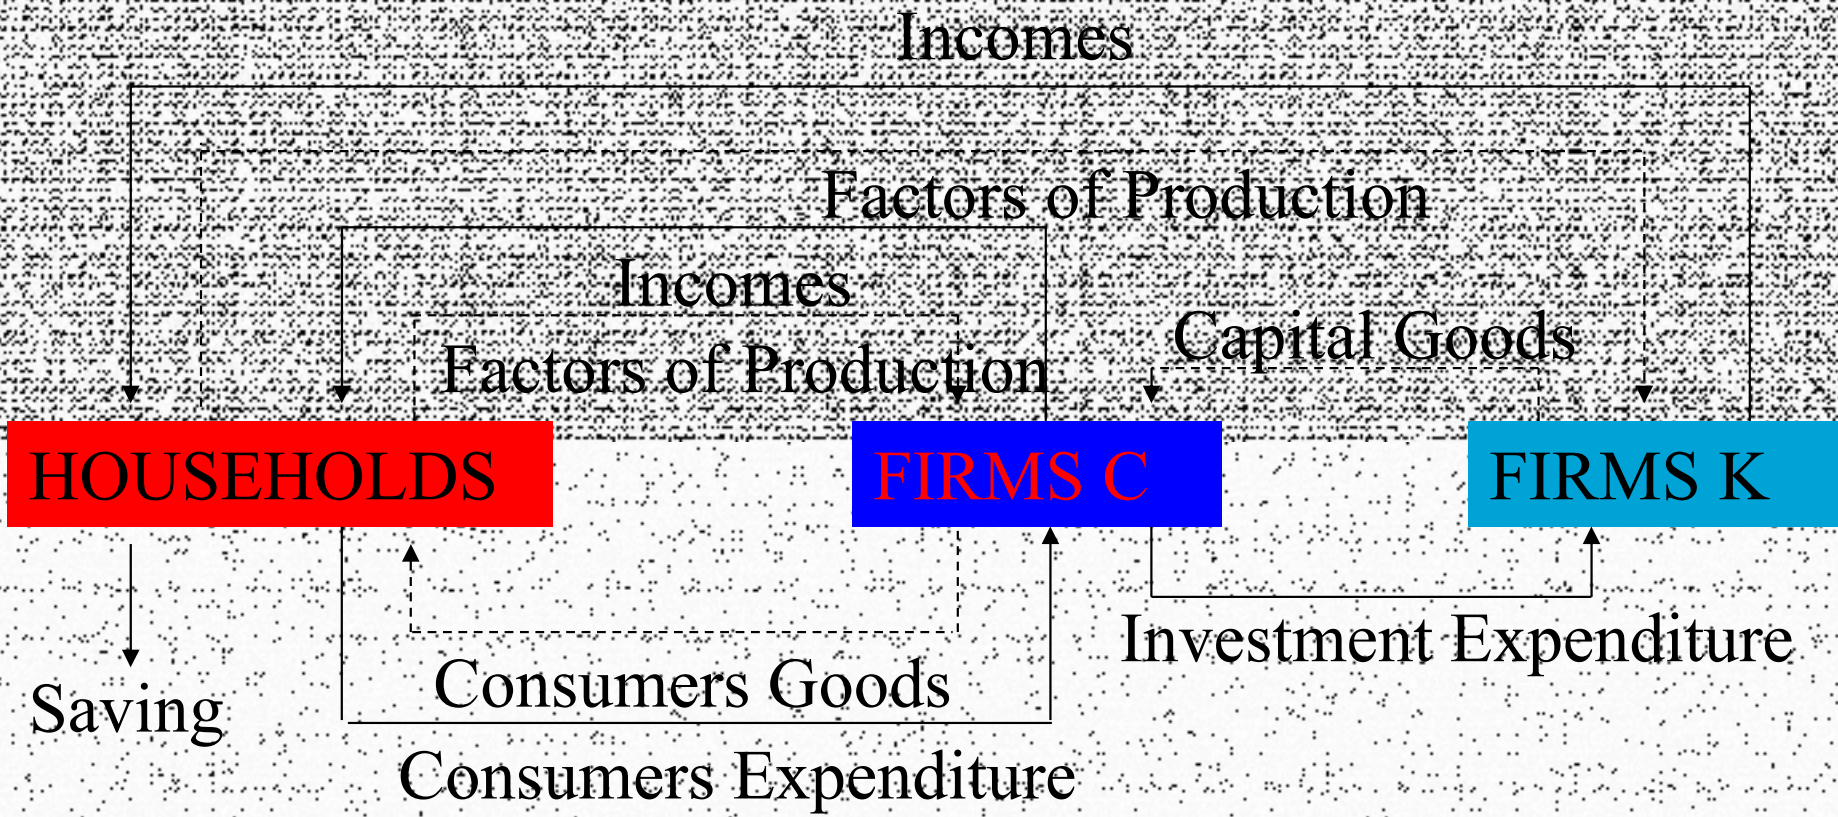 Incomes
Factors of Production
Incomes
Capital Goods
Factors of Production
HOUSEHOLDS
FIRMS C
FIRMS K
Investment Expenditure
Consumers Goods
Saving
Consumers Expenditure